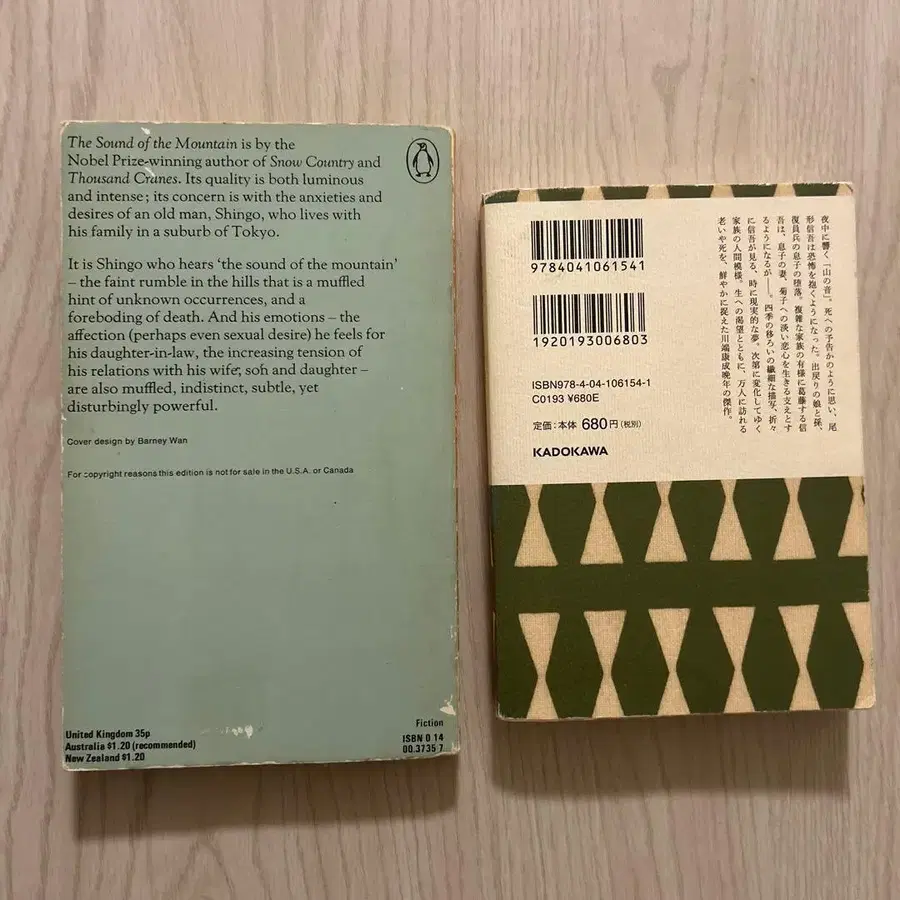 The Sound of the Mountain is by the
Nobel Prize-winning author of Snow Country and
Thousand Cranes. Its quality is both luminous
and intense; its concern is with the anxieties and
desires of an old man, Shingo, who lives with
his family in a suburb of Tokyo.
It is Shingo who hears ‘the sound of the mountain’
– the faint rumble in the hills that is a muffled
hint of unknown occurrences, and a
foreboding of death. And his emotions – the
affection (perhaps even sexual desire) he feels for
his daughter-in-law, the increasing tension of
his relations with his wife, son and daughter –
are also muffled, indistinct, subtle, yet
disturbingly powerful.
Cover design by Barney Wan
For copyright reasons this edition is not for sale in the U.S.A. or Canada
United Kingdom 35p
Australia $1.20 (recommended)
New Zealand $1.20
Fiction
ISBN 0 14
00.3735 7
9784041061541
1920193006803
ISBN978-4-04-106154-1
C0193 ¥680E
定価:本体680円(税別)
KADOKAWA
夜中に響く「山の音」。死への予告かのように思い、尾
形信吾は恐怖を抱くようになった。出戻りの娘と孫、
復員兵の息子の堕落。複雑な家族の有様に葛藤する信
吾は、息子の妻、菊子への淡い恋心を生きる支えとす
るようになるが――。四季の移ろいの繊細な描写、折々
に信吾が見る、時に現実的な夢。次第に変化してゆく
家族の人間模様。生への渇望とともに、万人に訪れる
老いや死を、鮮やかに捉えた川端康成晩年の傑作。